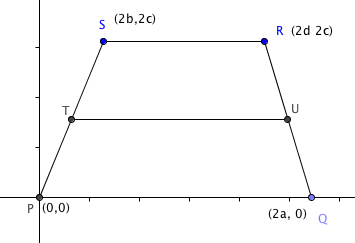 S (2b,2c)
R (2d 2c)
T
U
P (0,0)
(2a, 0) Q